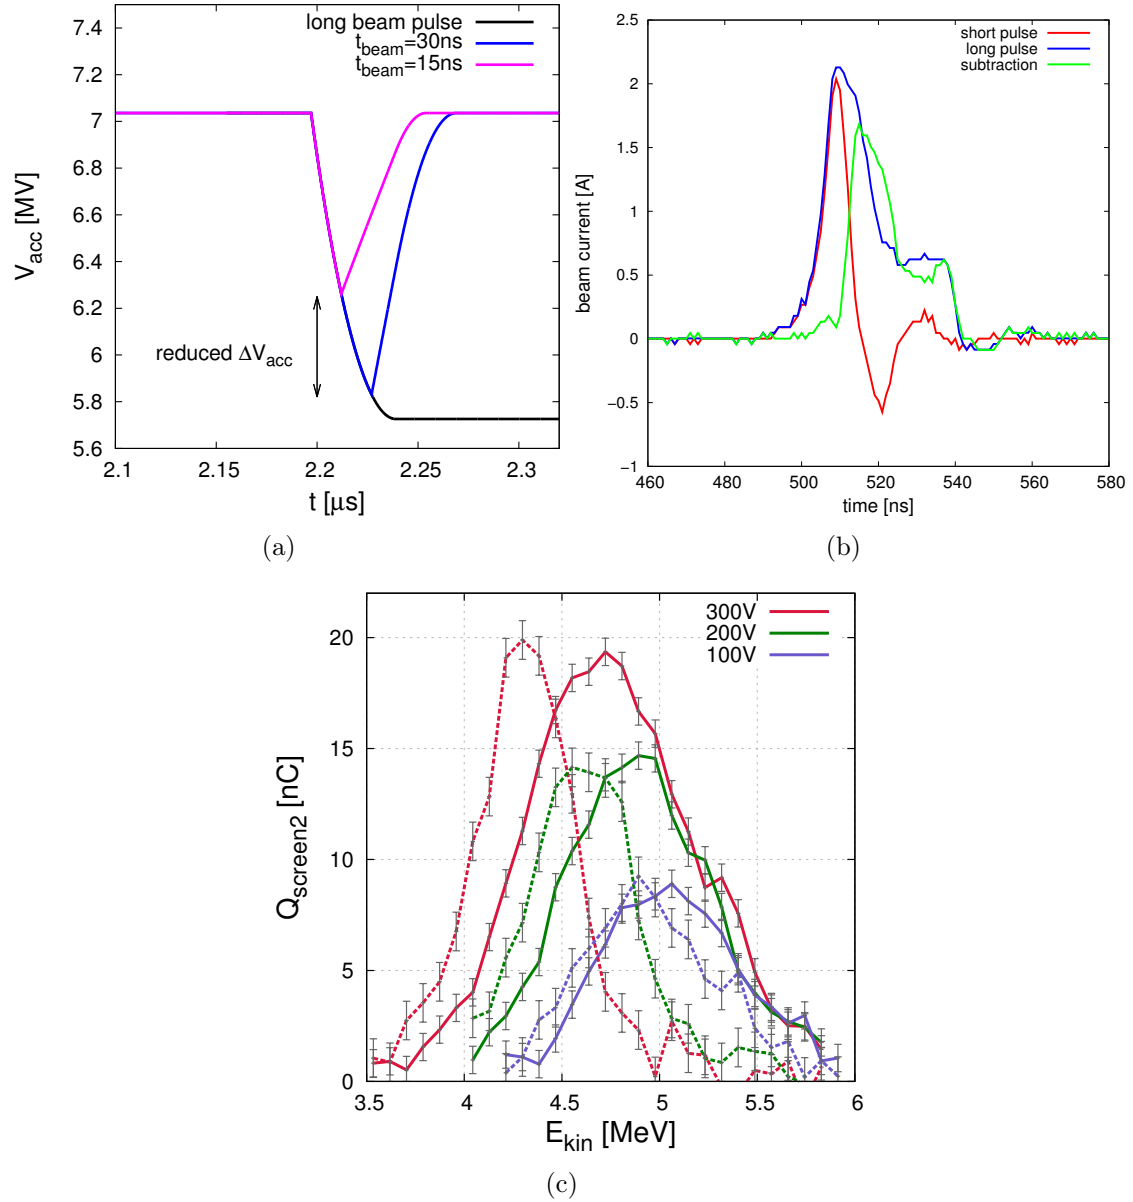 7.4
7.2
7
6.8
6.6
6.4
6.2
6
5.8
5.6
V_acc [MV]
long beam pulse
t_beam=30ns
t_beam=15ns
reduced ΔV_acc
2.1 2.15 2.2 2.25 2.3
t [μs]
(a)
2.5
2
1.5
1
0.5
0
−0.5
−1
beam current [A]
short pulse
long pulse
subtraction
460 480 500 520 540 560 580
time [ns]
(b)
20
15
10
5
0
Q_screen2 [nC]
300V
200V
100V
3.5 4 4.5 5 5.5 6
E_kin [MeV]
(c)